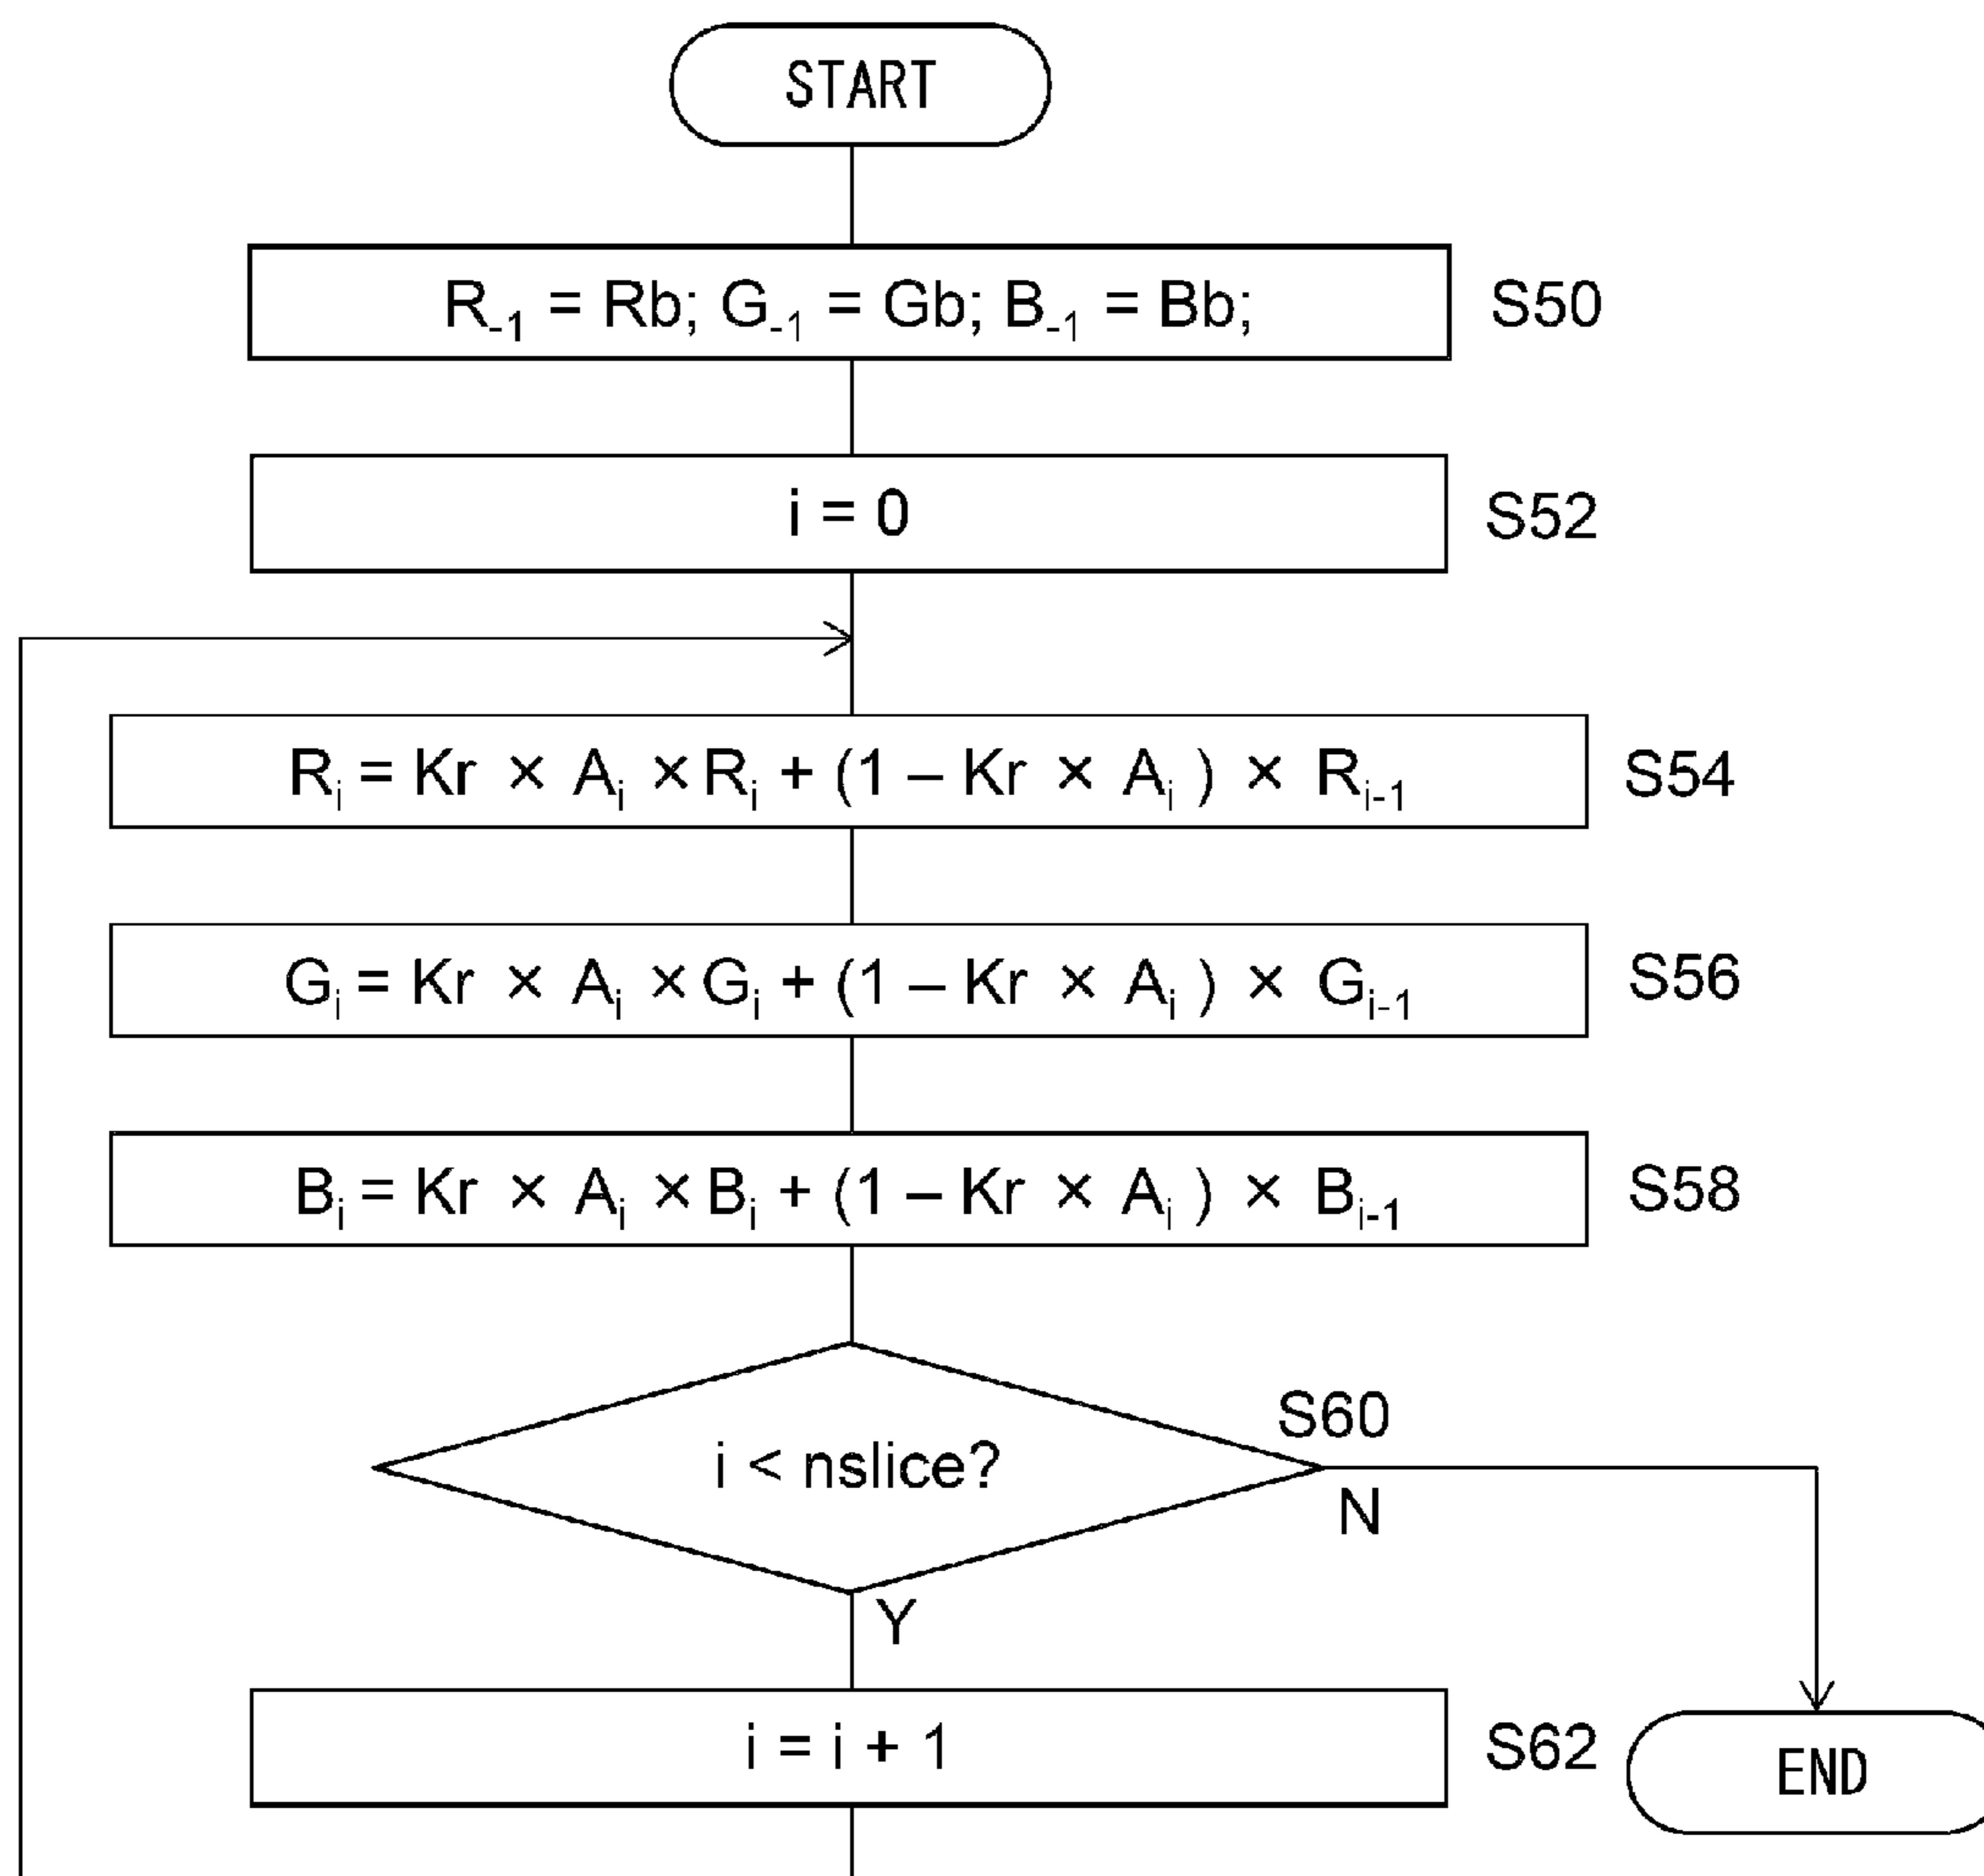 START
R₋₁ = Rb; G₋₁ = Gb; B₋₁ = Bb; S50
i = 0 S52
Rᵢ = Kr × Aᵢ ×Rᵢ + (1 – Kr × Aᵢ ) × Rᵢ₋₁ S54
Gᵢ = Kr × Aᵢ ×Gᵢ + (1 – Kr × Aᵢ ) × Gᵢ₋₁ S56
Bᵢ = Kr × Aᵢ ×Bᵢ + (1 – Kr × Aᵢ ) × Bᵢ₋₁ S58
S60
i < nslice?
N
Y
i = i + 1 S62
END